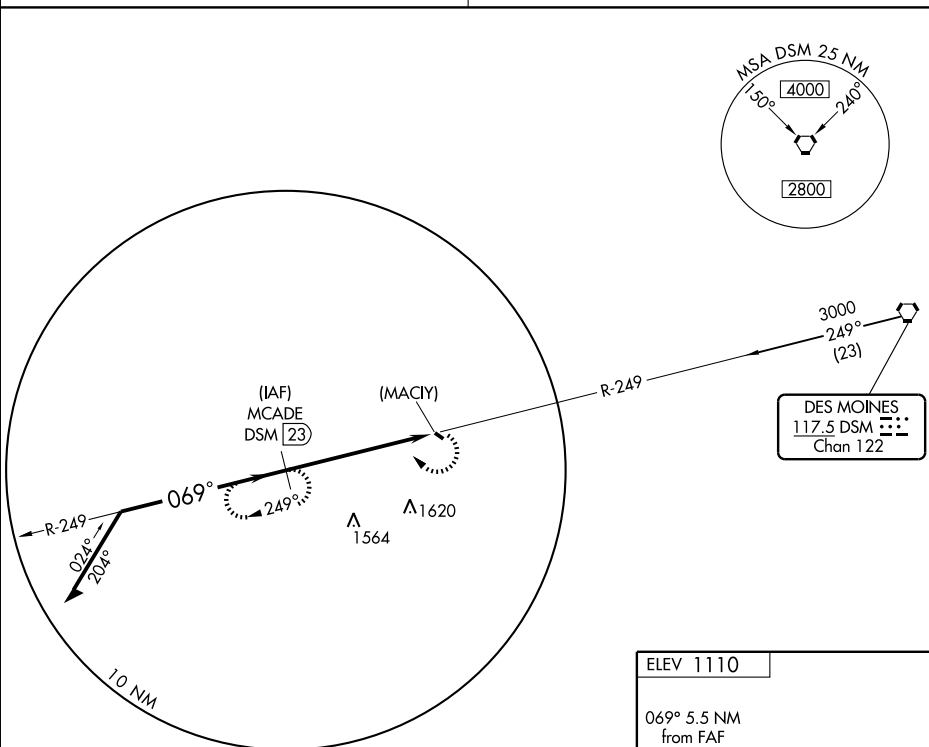 MSA DSM 25 NM
150°
4000
240°
2800
3000
249°
(23)
R-249
DES MOINES
117.5 DSM
Chan 122
(IAF)
MCADE
DSM 23
(MACIY)
069°
249°
R-249
024°
204°
1620
1564
10 NM
ELEV 1110
069° 5.5 NM
from FAF